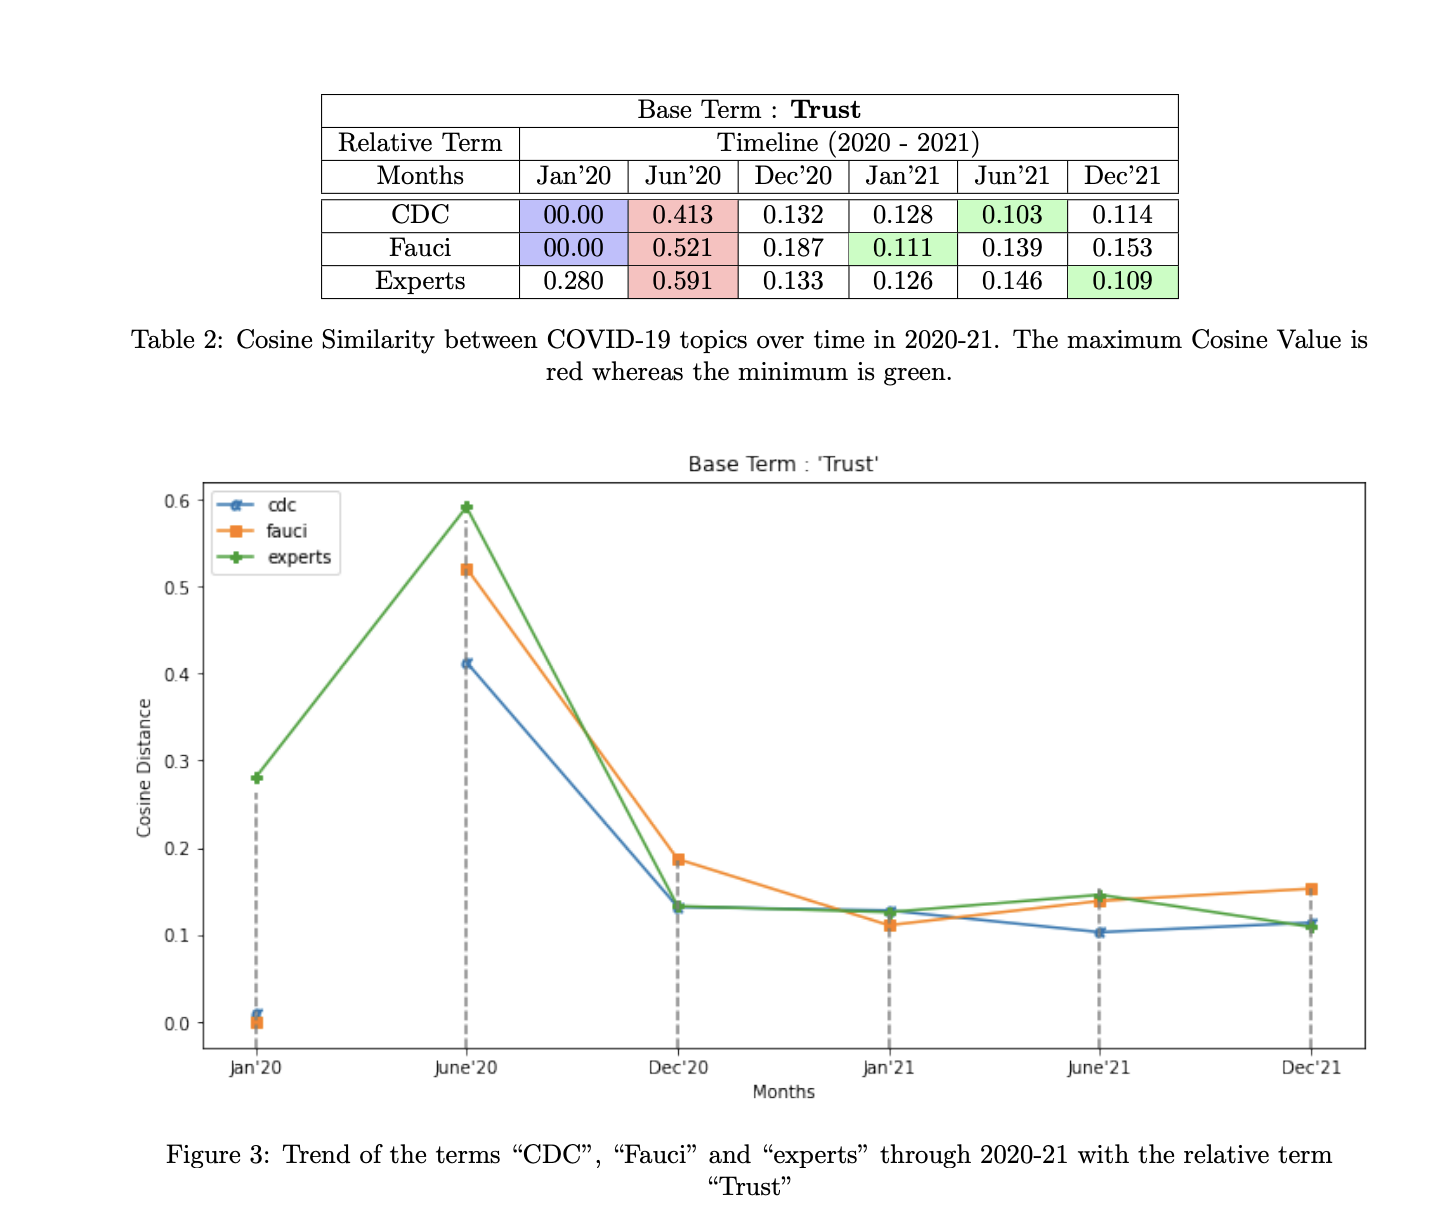 Base Term : Trust
Relative Term Timeline (2020 - 2021)
Months Jan’20 Jun’20 Dec’20 Jan’21 Jun’21 Dec’21
CDC 00.00 0.413 0.132 0.128 0.103 0.114
Fauci 00.00 0.521 0.187 0.111 0.139 0.153
Experts 0.280 0.591 0.133 0.126 0.146 0.109
Table 2: Cosine Similarity between COVID-19 topics over time in 2020-21. The maximum Cosine Value is
red whereas the minimum is green.
Base Term : 'Trust'
cdc
fauci
experts
0.6
0.5
0.4
0.3
0.2
0.1
0.0
Cosine Distance
Jan'20 June'20 Dec'20 Jan'21 June'21 Dec'21
Months
Figure 3: Trend of the terms “CDC”, “Fauci” and “experts” through 2020-21 with the relative term
“Trust”